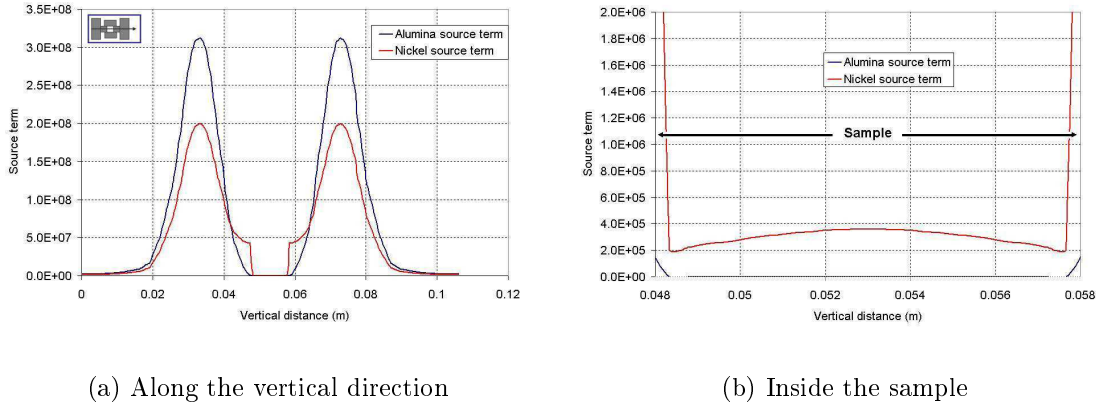 3.5E+08
3.0E+08
2.5E+08
2.0E+08
1.5E+08
1.0E+08
5.0E+07
0.0E+00
Source term
Alumina source term
Nickel source term
0 0.02 0.04 0.06 0.08 0.1 0.12
Vertical distance (m)
2.0E+06
1.8E+06
1.6E+06
1.4E+06
1.2E+06
1.0E+06
8.0E+05
6.0E+05
4.0E+05
2.0E+05
0.0E+00
Source term
Alumina source term
Nickel source term
Sample
0.048 0.05 0.052 0.054 0.056 0.058
Vertical distance (m)
(a) Along the vertical direction
(b) Inside the sample